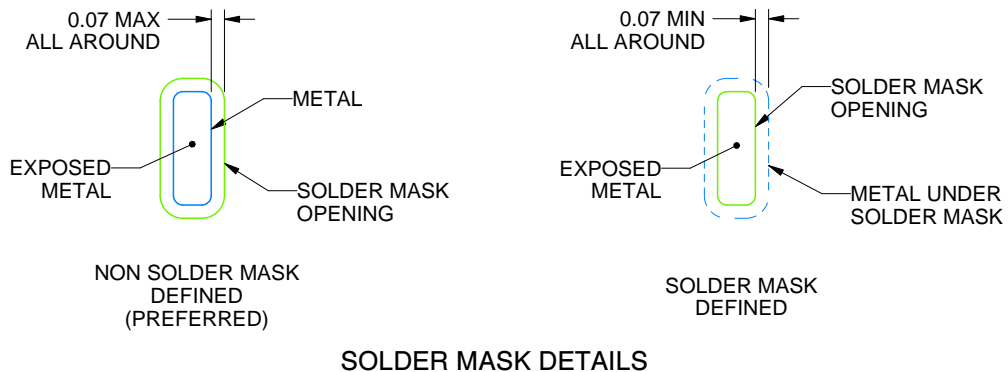 0.07 MAX
ALL AROUND
METAL
EXPOSED
METAL
SOLDER MASK
OPENING
NON SOLDER MASK
DEFINED
(PREFERRED)
0.07 MIN
ALL AROUND
SOLDER MASK
OPENING
EXPOSED
METAL
METAL UNDER
SOLDER MASK
SOLDER MASK
DEFINED
SOLDER MASK DETAILS